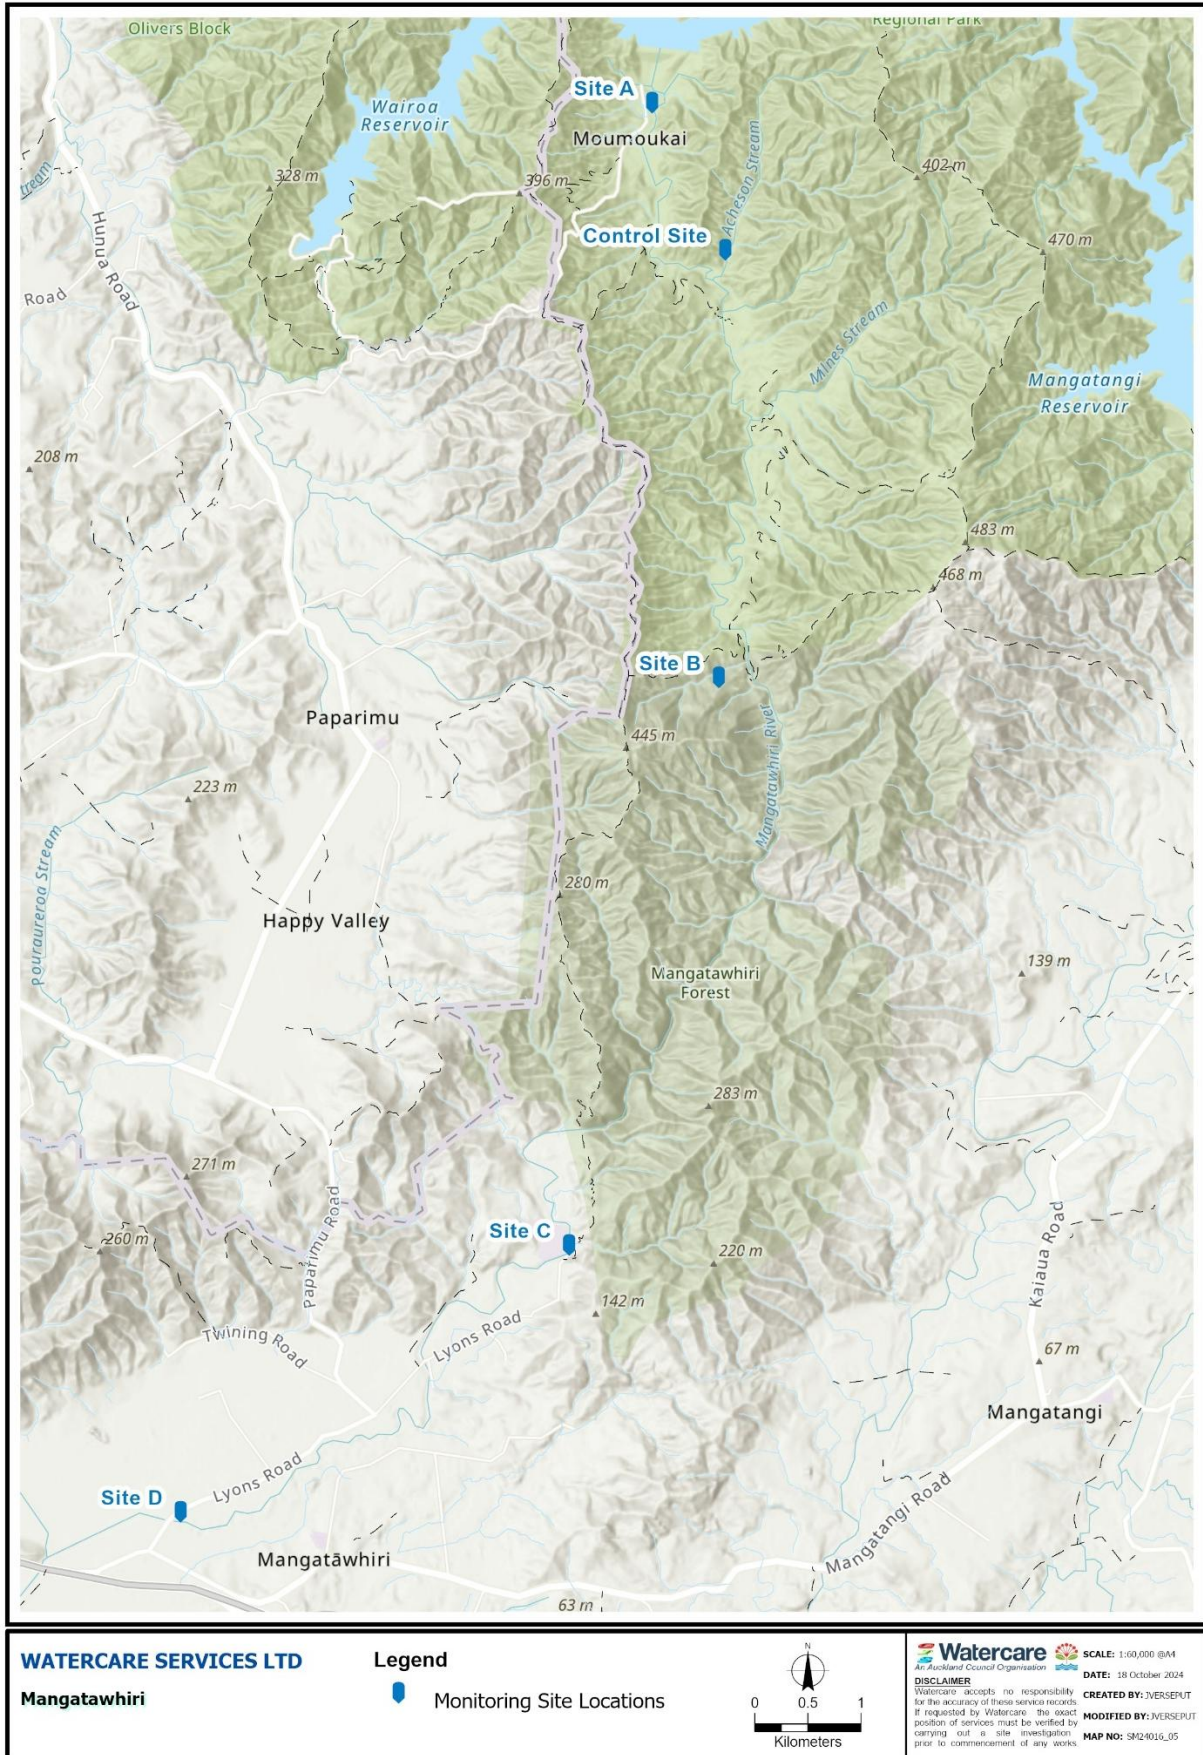 Olivers Block
Regional Park
Site A
Wairoa
Reservoir
Moumoukai
tream
328 m
396 m
402 m
Acheson Stream
Hunua Road
Control Site
470 m
Road
Milnes Stream
Mangatangi
Reservoir
208 m
483 m
468 m
Site B
Paparimu
445 m
Mangatawhiri River
223 m
Pouraureroa Stream
280 m
Happy Valley
Mangatawhiri
Forest
139 m
283 m
271 m
Paparimu Road
Site C
260 m
220 m
Kaiaua Road
142 m
Twining Road
Lyons Road
67 m
Mangatangi
Lyons Road
Site D
Mangatangi Road
Mangatāwhiri
63 m
WATERCARE SERVICES LTD
Mangatawhiri
Legend
Monitoring Site Locations
N
0 0.5 1
Kilometers
Watercare
An Auckland Council Organisation
DISCLAIMER
Watercare accepts no responsibility
for the accuracy of these service records.
If requested by Watercare the exact
position of services must be verified by
carrying out a site investigation
prior to commencement of any works.
SCALE: 1:60,000 @A4
DATE: 18 October 2024
CREATED BY: JVERSEPUT
MODIFIED BY: JVERSEPUT
MAP NO: SM24016_05